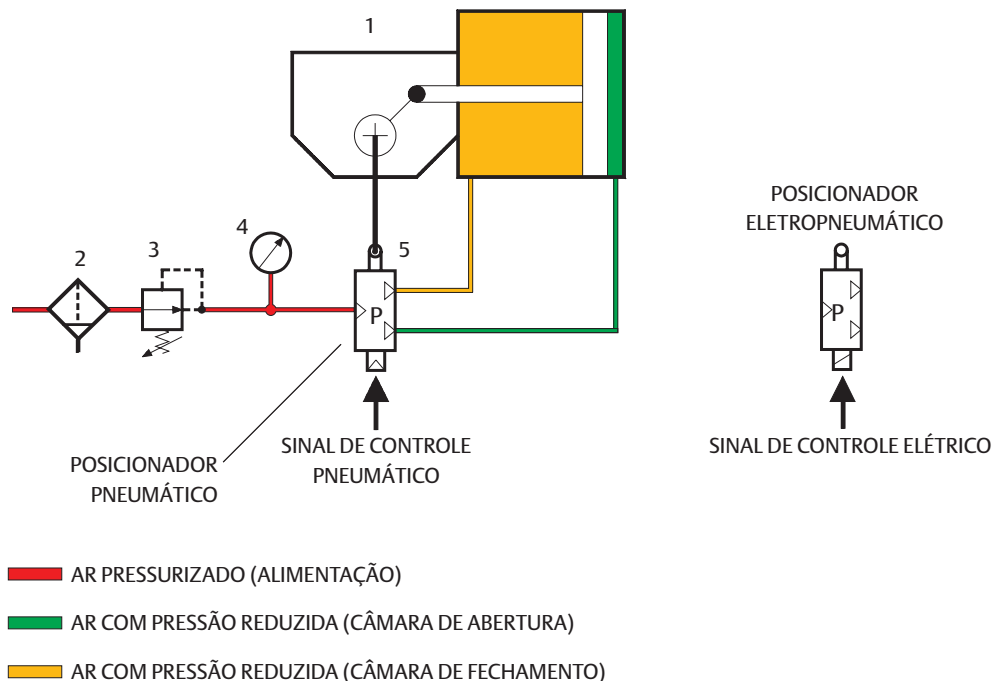 1
2
3
4
5
P
POSICIONADOR
PNEUMÁTICO
SINAL DE CONTROLE
PNEUMÁTICO
POSICIONADOR
ELETROPNEUMÁTICO
P
SINAL DE CONTROLE ELÉTRICO
AR PRESSURIZADO (ALIMENTAÇÃO)
AR COM PRESSÃO REDUZIDA (CÂMARA DE ABERTURA)
AR COM PRESSÃO REDUZIDA (CÂMARA DE FECHAMENTO)